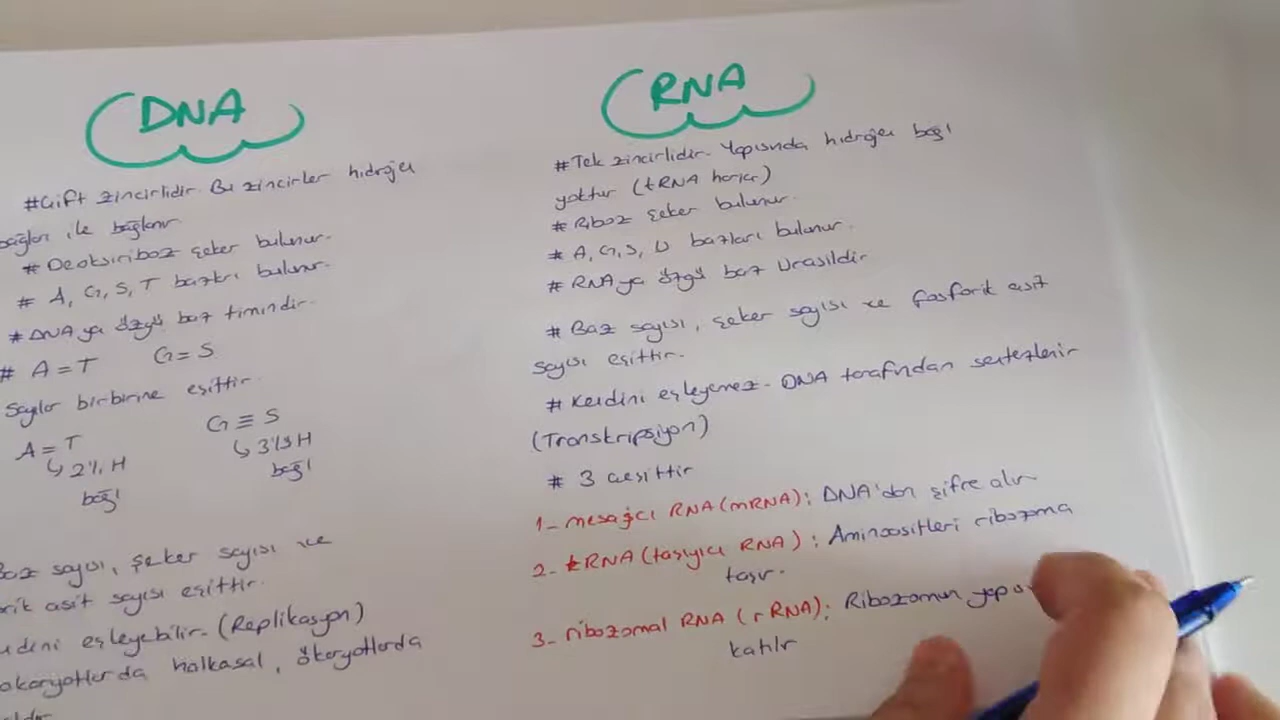 DNA
#Çift zincirlidir. Bu zincirler hidrojen
bağları ile bağlanır
# Deoksiriboz şeker bulunur.
# A, G, S, T bazları bulunur.
# DNA ya özgü baz timindir.
# A = T G = S
Sayıları birbirine eşittir.
A = T G ≡ S
↳ 2'li H ↳ 3'lü H
bağı bağı
Baz sayısı, şeker sayısı ve
asit sayısı eşittir.
eşleyebilir. (Replikasyon)
halkasal, ökaryotlarda
RNA
#Tek zincirlidir. Yapısında hidrojen bağı
yoktur (tRNA hariç)
# Riboz şeker bulunur.
# A, G, S, U bazları bulunur.
# RNA ya özgü baz Urasildir
# Baz sayısı, şeker sayısı ve fosforik asit
sayısı eşittir.
# Kendini eşleyemez. DNA tarafından sentezlenir
(Transkripsiyon)
# 3 çeşittir
1- mesajcı RNA (mRNA): DNA'dan şifre alır
2- tRNA (taşıyıcı RNA): Aminoasitleri ribozoma
taşır.
3- ribozomal RNA (rRNA): Ribozomun
katılır